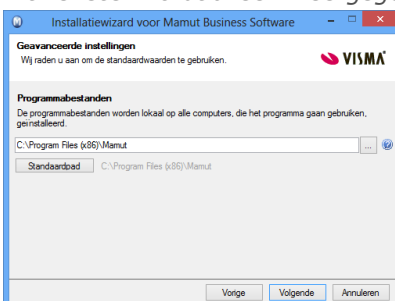 Installatiewizard voor Mamut Business Software
Geavanceerde instellingen
Wij raden u aan om de standaardwaarden te gebruiken.
VISMA
Programmabestanden
De programmabestanden worden lokaal op alle computers, die het programma gaan gebruiken,
geïnstalleerd.
C:\Program Files (x86)\Mamut
...
Standaardpad
C:\Program Files (x86)\Mamut
Vorige
Volgende
Annuleren